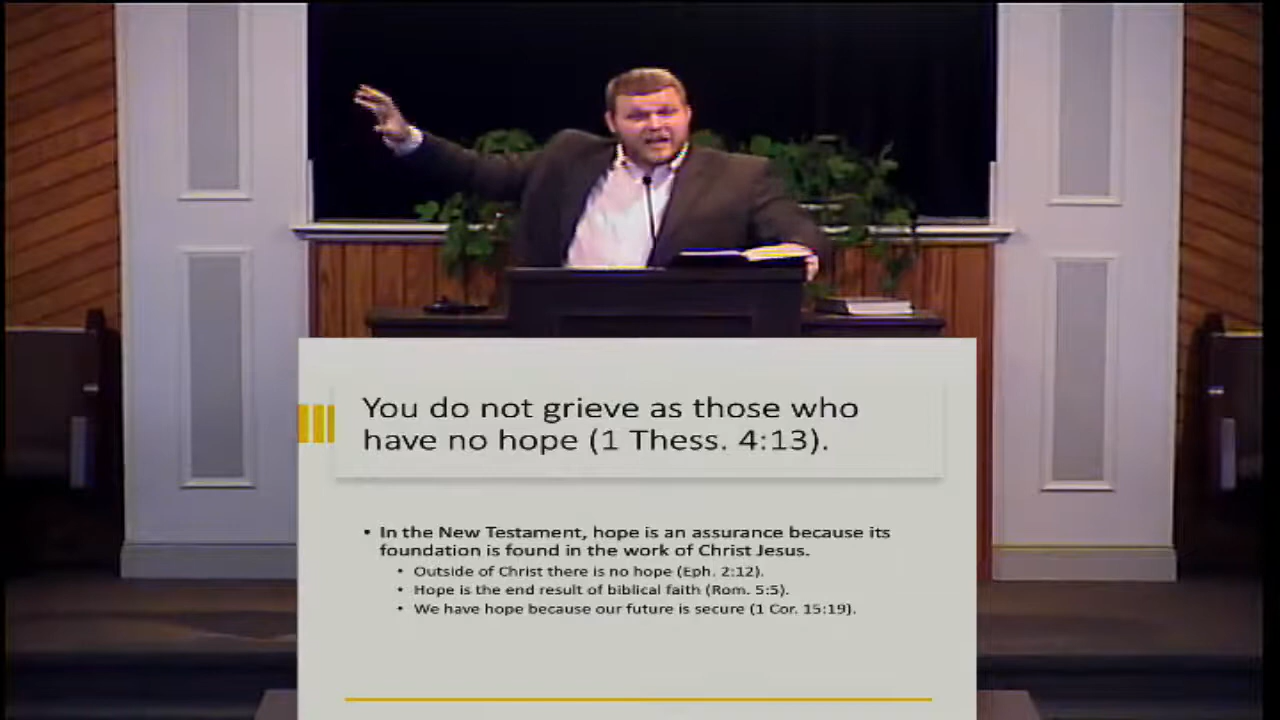 You do not grieve as those who
have no hope (1 Thess. 4:13).
• In the New Testament, hope is an assurance because its
foundation is found in the work of Christ Jesus.
• Outside of Christ there is no hope (Eph. 2:12).
• Hope is the end result of biblical faith (Rom. 5:5).
• We have hope because our future is secure (1 Cor. 15:19).